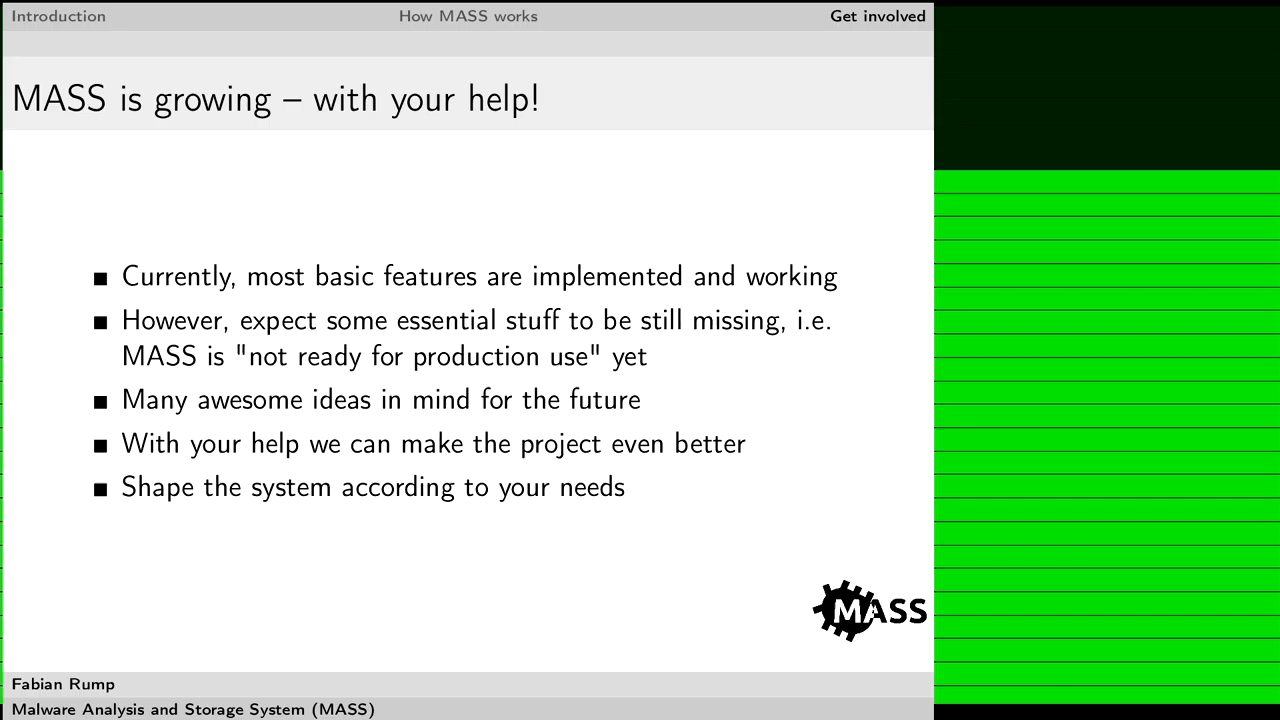 Introduction
How MASS works
Get involved
MASS is growing – with your help!
Currently, most basic features are implemented and working
However, expect some essential stuff to be still missing, i.e.
MASS is "not ready for production use" yet
Many awesome ideas in mind for the future
With your help we can make the project even better
Shape the system according to your needs
MASS
Fabian Rump
Malware Analysis and Storage System (MASS)